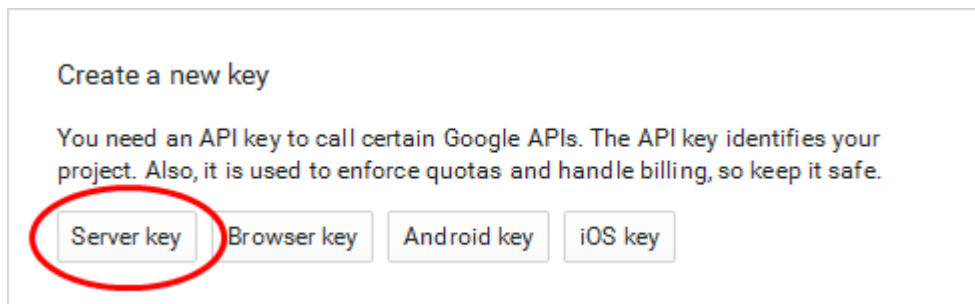 Create a new key
You need an API key to call certain Google APIs. The API key identifies your
project. Also, it is used to enforce quotas and handle billing, so keep it safe.
Server key Browser key Android key iOS key